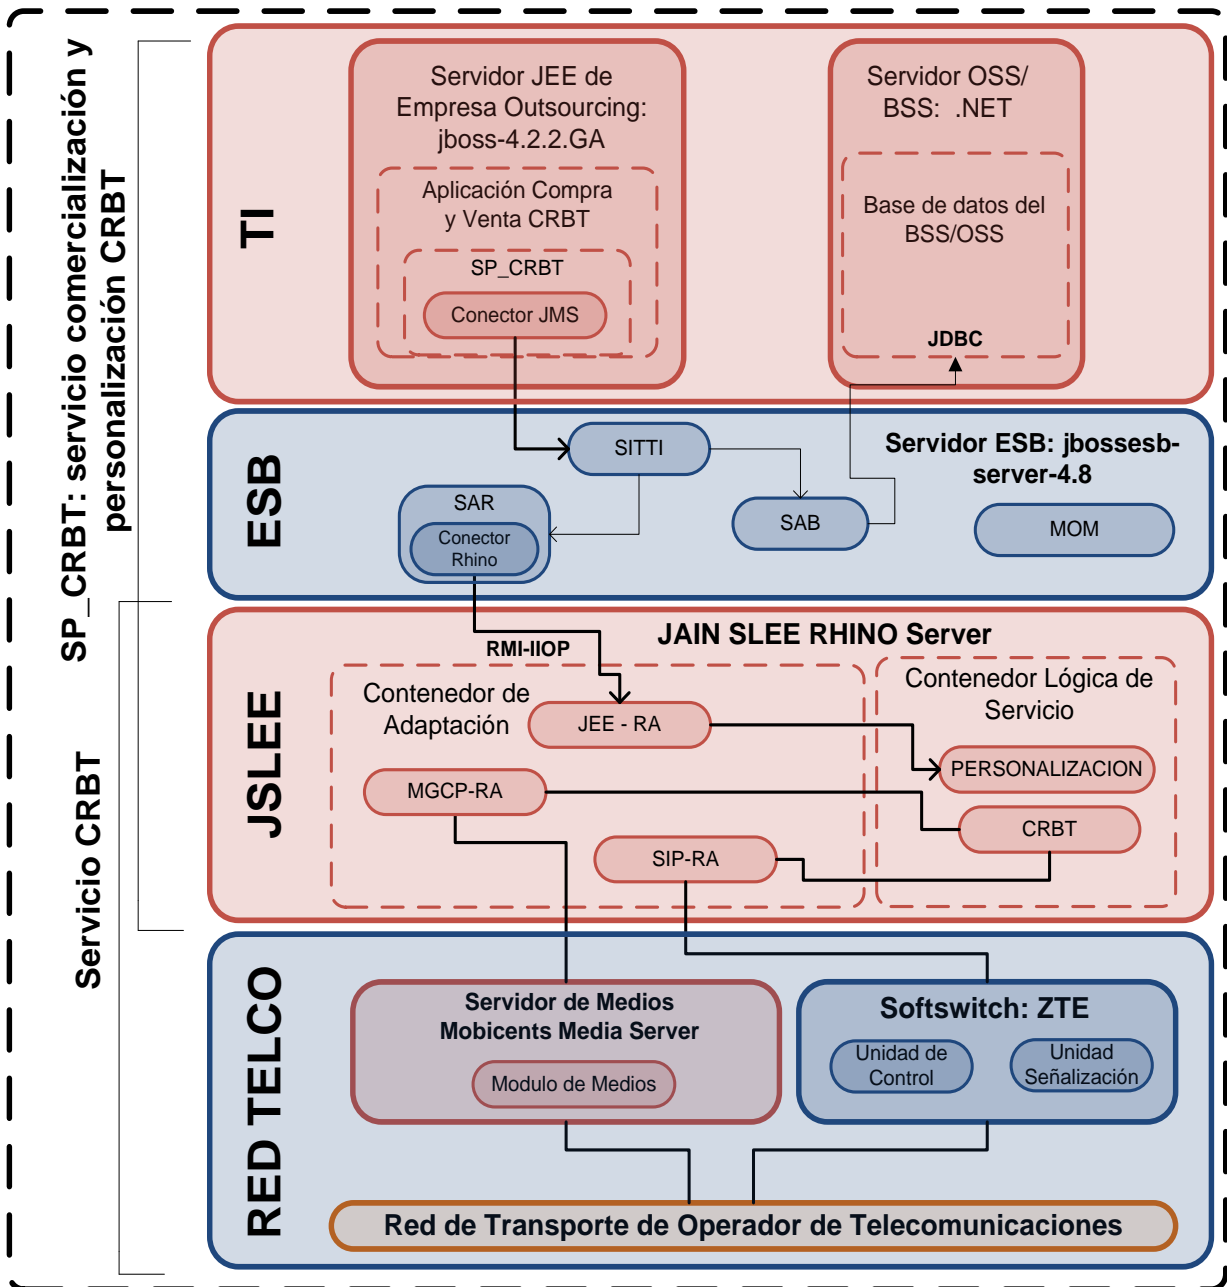 SP_CRBT: servicio comercialización y
personalización CRBT
Servicio CRBT
TI
Servidor JEE de
Empresa Outsourcing:
jboss-4.2.2.GA
Aplicación Compra
y Venta CRBT
SP_CRBT
Conector JMS
Servidor OSS/
BSS: .NET
Base de datos del
BSS/OSS
JDBC
ESB
SITTI
Servidor ESB: jbossesb-
server-4.8
SAR
Conector
Rhino
SAB
MOM
JSLEE
JAIN SLEE RHINO Server
RMI-IIOP
Contenedor de
Adaptación
Contenedor Lógica de
Servicio
JEE - RA
PERSONALIZACION
MGCP-RA
CRBT
SIP-RA
RED TELCO
Servidor de Medios
Mobicents Media Server
Modulo de Medios
Softswitch: ZTE
Unidad de
Control
Unidad
Señalización
Red de Transporte de Operador de Telecomunicaciones